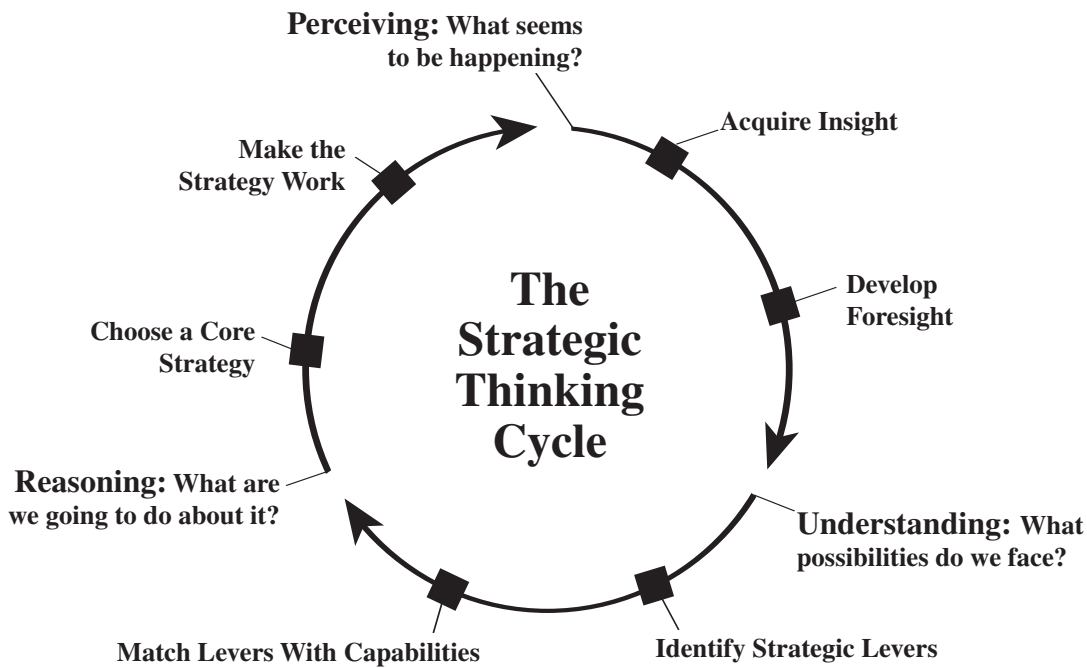 Perceiving: What seems
to be happening?
Acquire Insight
Develop
Foresight
Understanding: What
possibilities do we face?
Identify Strategic Levers
Match Levers With Capabilities
Reasoning: What are
we going to do about it?
Choose a Core
Strategy
Make the
Strategy Work
The
Strategic
Thinking
Cycle